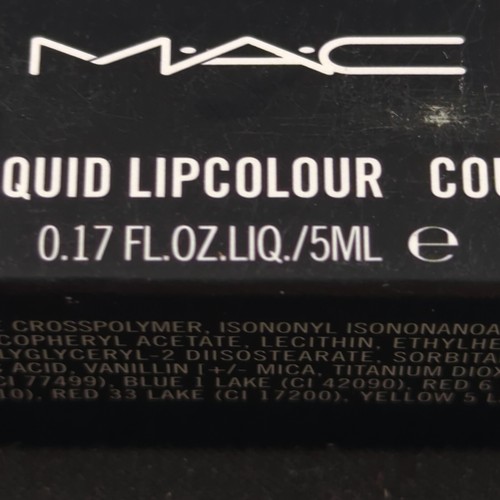 M·A·C
QUID LIPCOLOUR COU
0.17 FL.OZ.LIQ./5ML ℮
CROSSPOLYMER, ISONONYL ISONONANOA
COPHERYL ACETATE, LECITHIN, ETHYLHE
LYGLYCERYL-2 DIISOSTEARATE, SORBITA
ACID, VANILLIN [+/- MICA, TITANIUM DIOX
CI 77499), BLUE 1 LAKE (CI 42090), RED 6
10), RED 33 LAKE (CI 17200), YELLOW 5 L